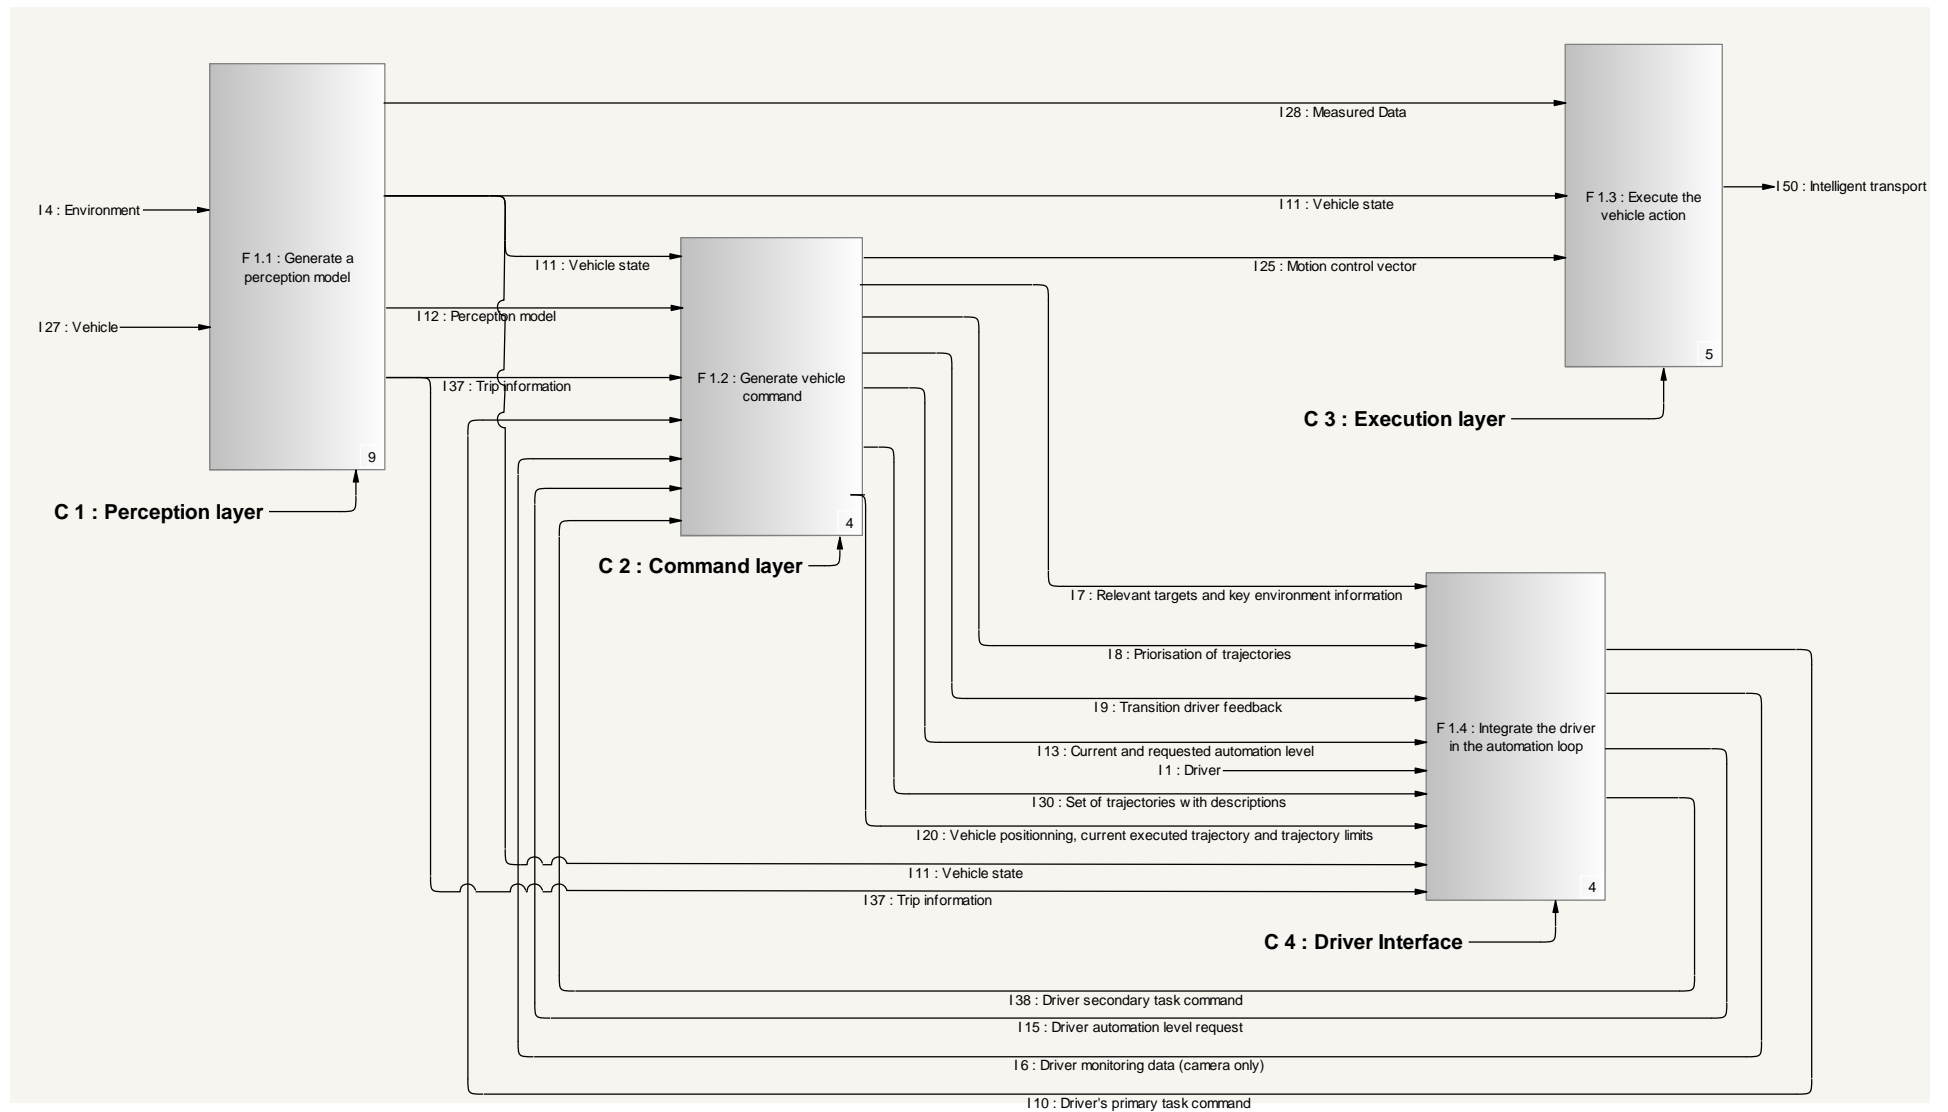 I 28 : Measured Data
I 4 : Environment
I 11 : Vehicle state
F 1.3 : Execute the
vehicle action
I 50 : Intelligent transport
F 1.1 : Generate a
perception model
I 11 : Vehicle state
I 25 : Motion control vector
I 27 : Vehicle
I 12 : Perception model
5
I 37 : Trip information
F 1.2 : Generate vehicle
command
C 3 : Execution layer
9
C 1 : Perception layer
4
C 2 : Command layer
I 7 : Relevant targets and key environment information
I 8 : Priorisation of trajectories
I 9 : Transition driver feedback
F 1.4 : Integrate the driver
in the automation loop
I 13 : Current and requested automation level
I 1 : Driver
I 30 : Set of trajectories with descriptions
I 20 : Vehicle positionning, current executed trajectory and trajectory limits
I 11 : Vehicle state
4
I 37 : Trip information
C 4 : Driver Interface
I 38 : Driver secondary task command
I 15 : Driver automation level request
I 6 : Driver monitoring data (camera only)
I 10 : Driver's primary task command